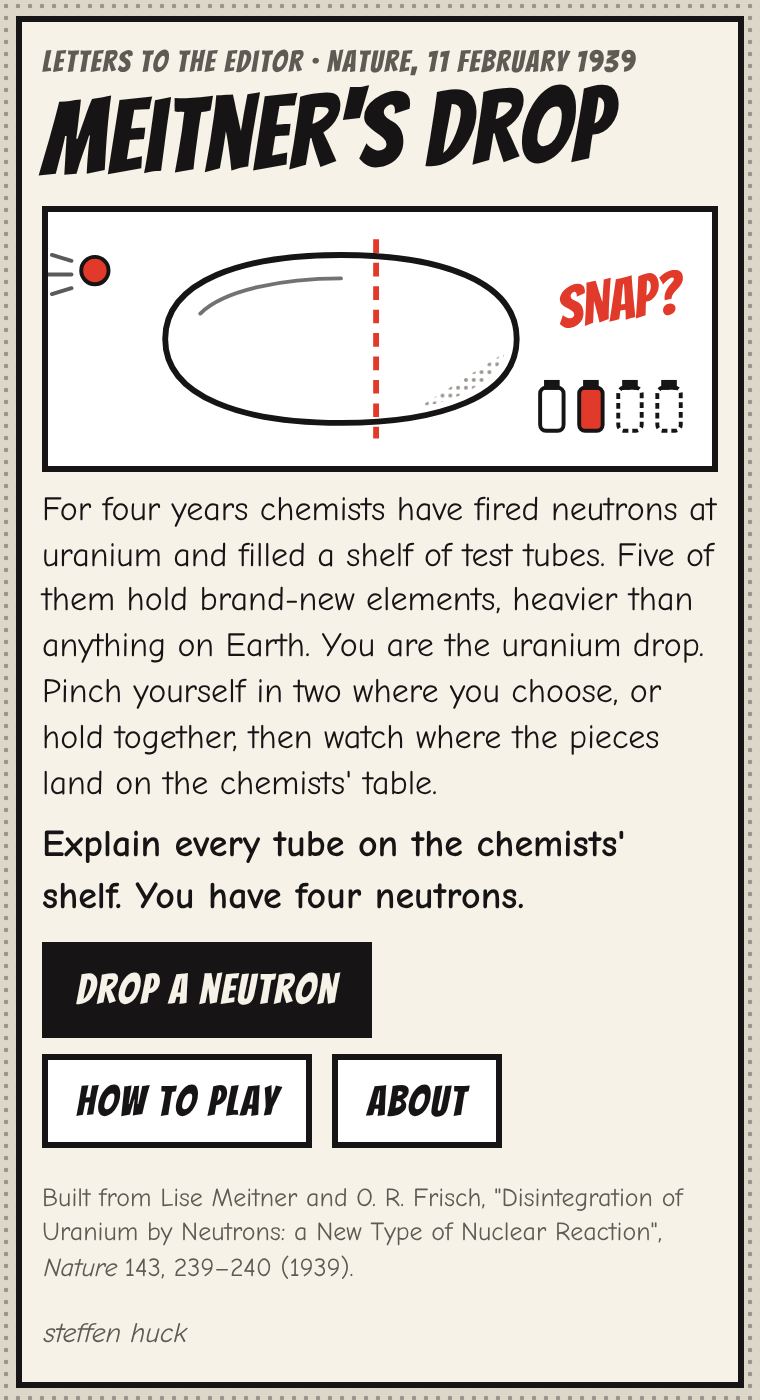 LETTERS TO THE EDITOR • NATURE, 11 FEBRUARY 1939
MEITNER'S DROP
SNAP?
For four years chemists have fired neutrons at
uranium and filled a shelf of test tubes. Five of
them hold brand-new elements, heavier than
anything on Earth. You are the uranium drop.
Pinch yourself in two where you choose, or
hold together, then watch where the pieces
land on the chemists' table.
Explain every tube on the chemists'
shelf. You have four neutrons.
DROP A NEUTRON
HOW TO PLAY
ABOUT
Built from Lise Meitner and O. R. Frisch, "Disintegration of
Uranium by Neutrons: a New Type of Nuclear Reaction",
Nature 143, 239–240 (1939).
steffen huck